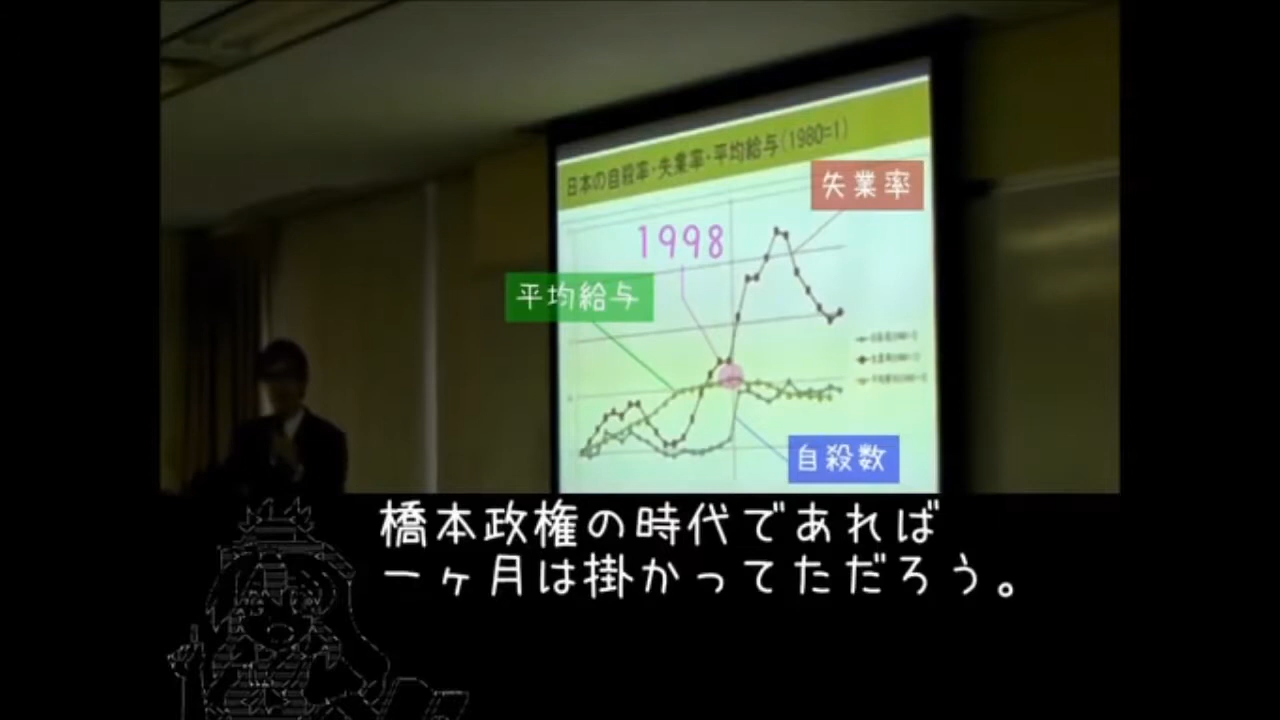 日本の自殺率・失業率・平均給与(1980=1)
失業率
1998
平均給与
自殺数
橋本政権の時代であれば
一ヶ月は掛かってただろう。